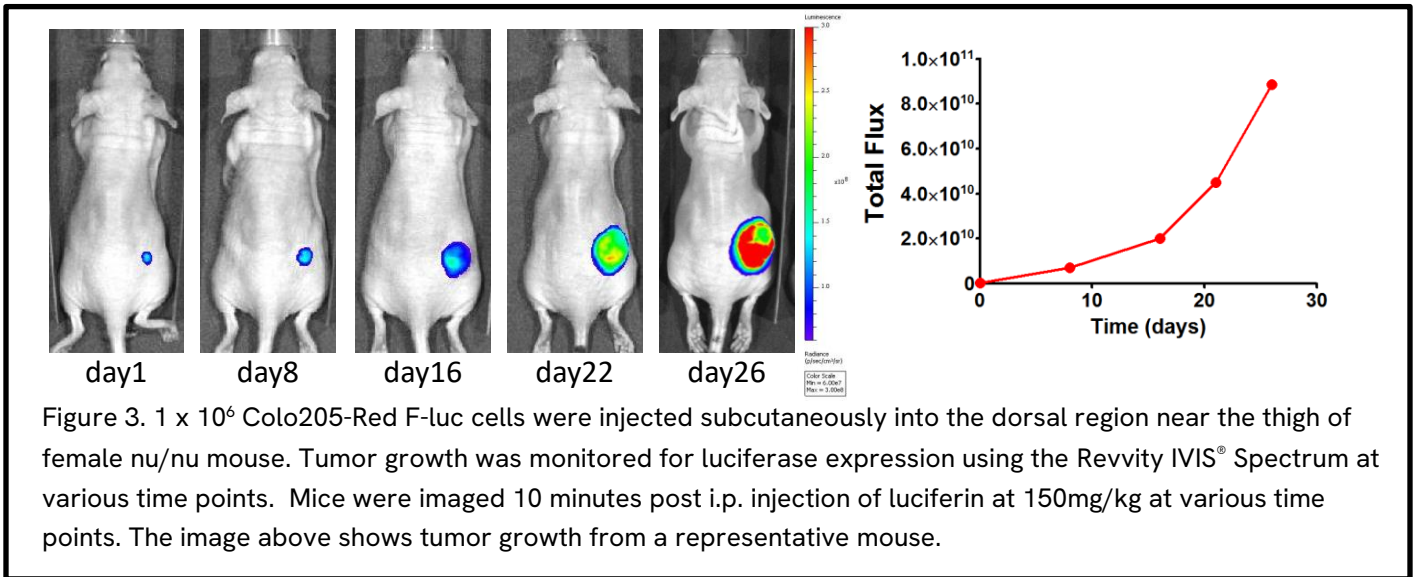 Luminescence
3.0
2.5
2.0
x10⁸
1.5
1.0
Radiance
(p/sec/cm²/sr)
Color Scale
Min = 6.00e7
Max = 3.00e8
day1
day8
day16
day22
day26
Total Flux
1.0×10¹¹
8.0×10¹⁰
6.0×10¹⁰
4.0×10¹⁰
2.0×10¹⁰
0
0
10
20
30
Time (days)
Figure 3. 1 x 10⁶ Colo205-Red F-luc cells were injected subcutaneously into the dorsal region near the thigh of
female nu/nu mouse. Tumor growth was monitored for luciferase expression using the Revvity IVIS® Spectrum at
various time points.  Mice were imaged 10 minutes post i.p. injection of luciferin at 150mg/kg at various time
points. The image above shows tumor growth from a representative mouse.